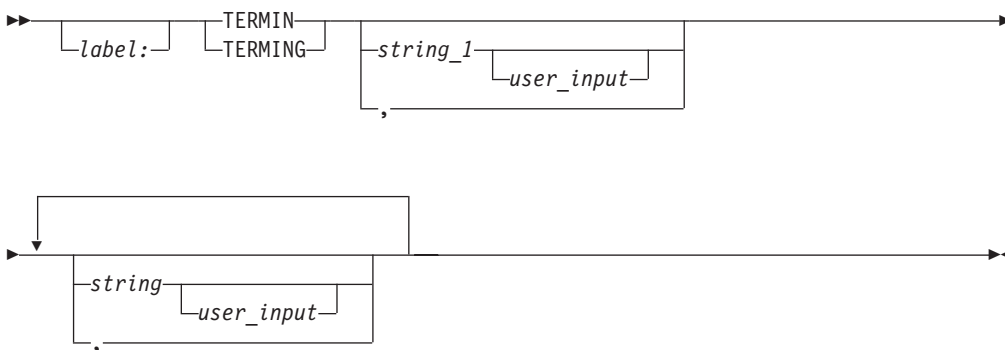 TERMIN
label: TERMING string_1
user_input
,
string
user_input
,